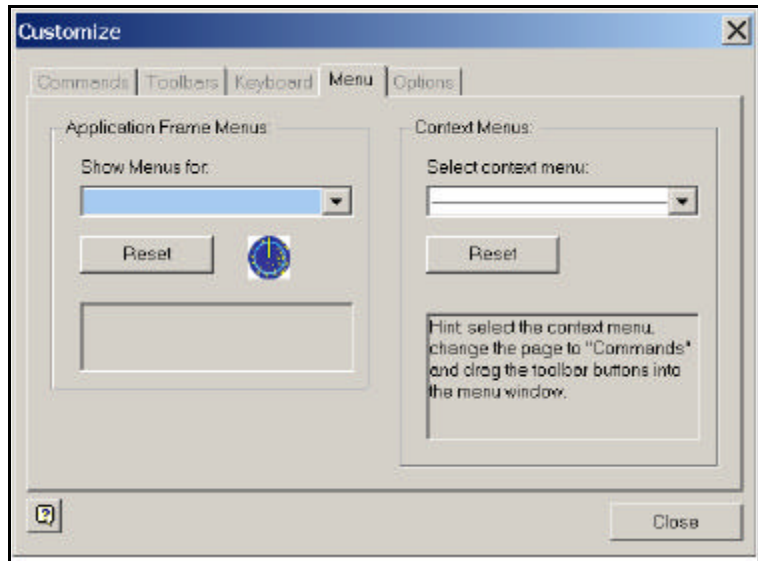 Customize
Commands Toolbars Keyboard Menu Options
Application Frame Menus:
Show Menus for:
Reset
Context Menus:
Select context menu:
Reset
Hint: select the context menu,
change the page to "Commands"
and drag the toolbar buttons into
the menu window.
Close